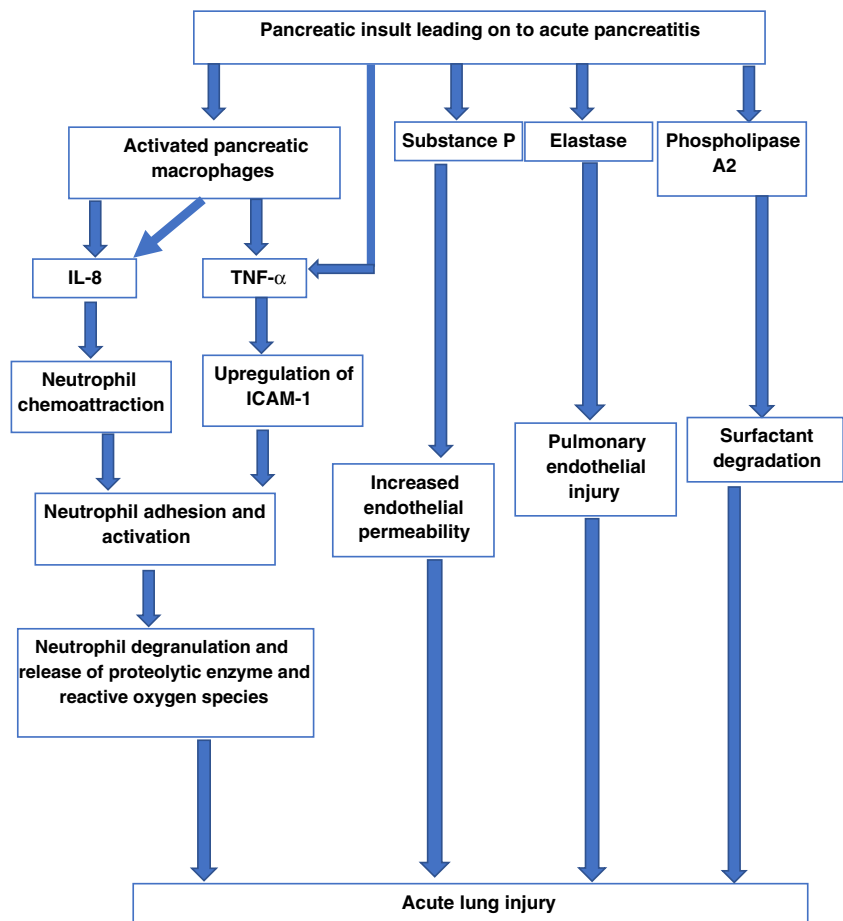 Pancreatic insult leading on to acute pancreatitis
Activated pancreatic
macrophages
Substance P
Elastase
Phospholipase
A2
IL-8
TNF-α
Neutrophil
chemoattraction
Upregulation of
ICAM-1
Increased
endothelial
permeability
Pulmonary
endothelial
injury
Surfactant
degradation
Neutrophil adhesion and
activation
Neutrophil degranulation and
release of proteolytic enzyme and
reactive oxygen species
Acute lung injury